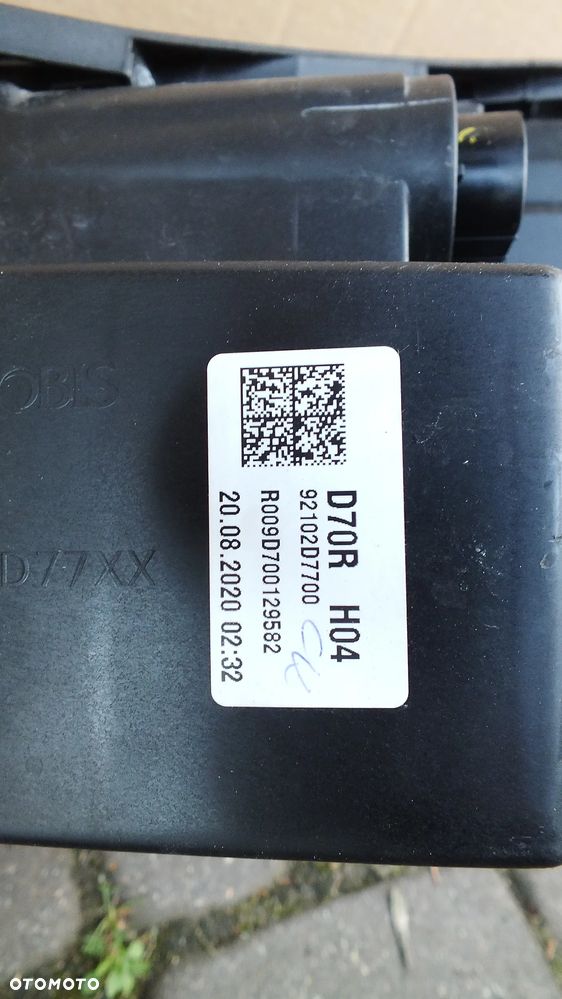 OBIS
D77XX
D70R H04
92102D7700
R009D700129582
20.08.2020 02:32
OTOMOTO